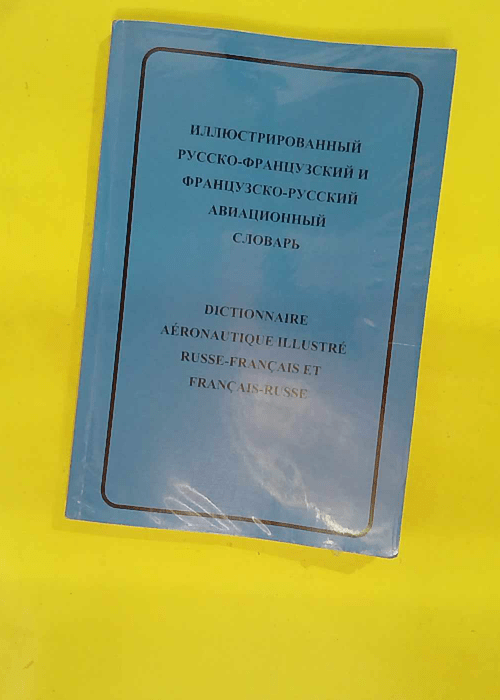 ИЛЛЮСТРИРОВАННЫЙ
РУССКО-ФРАНЦУЗСКИЙ И
ФРАНЦУЗСКО-РУССКИЙ
АВИАЦИОННЫЙ
СЛОВАРЬ
DICTIONNAIRE
AÉRONAUTIQUE ILLUSTRÉ
RUSSE-FRANÇAIS ET
FRANÇAIS-RUSSE